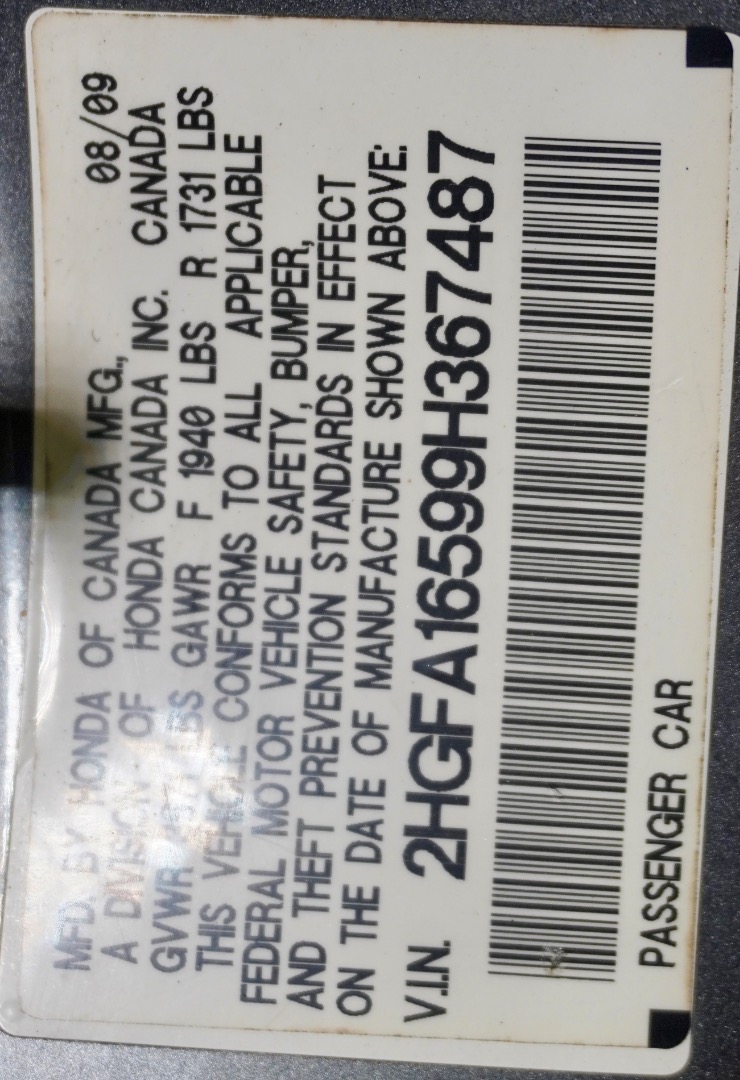 MFD. BY HONDA OF CANADA MFG., 08/09
A DIVISION OF HONDA CANADA INC. CANADA
GVWR LBS GAWR F 1940 LBS R 1731 LBS
THIS VEHICLE CONFORMS TO ALL APPLICABLE
FEDERAL MOTOR VEHICLE SAFETY, BUMPER,
AND THEFT PREVENTION STANDARDS IN EFFECT
ON THE DATE OF MANUFACTURE SHOWN ABOVE:
V.I.N. 2HGFA16599H367487
PASSENGER CAR